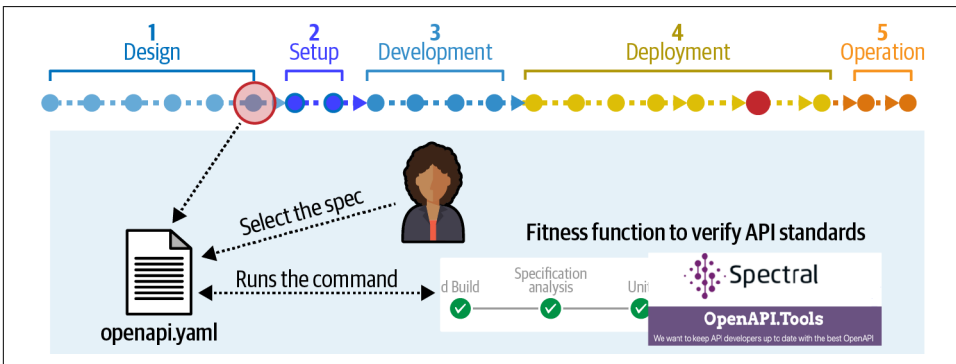 1
Design
2
Setup
3
Development
4
Deployment
5
Operation
Select the spec
Fitness function to verify API standards
Runs the command
d Build
Specification
analysis
Unit
Spectral
openapi.yaml
OpenAPI.Tools
We want to keep API developers up to date with the best OpenAPI